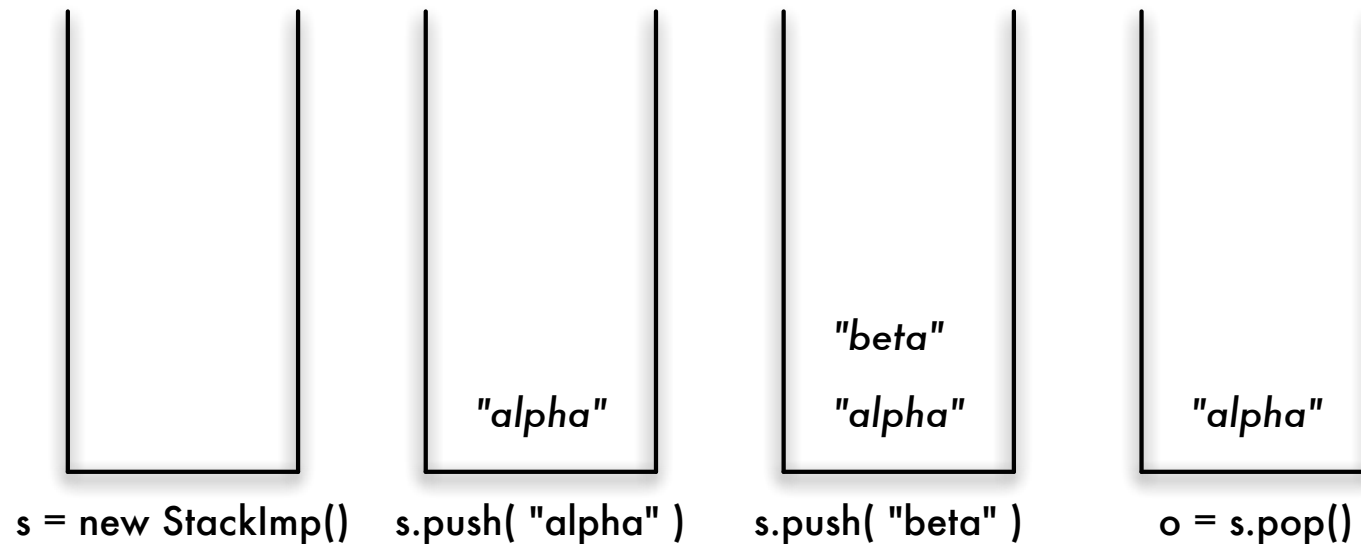 "beta"
"alpha" "alpha" "alpha"
s = new StackImp() s.push( "alpha" ) s.push( "beta" ) o = s.pop()